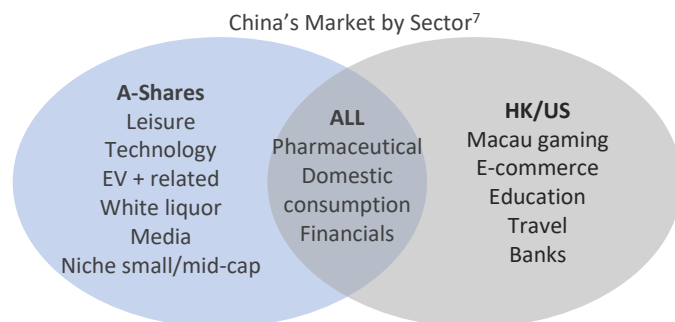 China's Market by Sector7
A-Shares
Leisure
Technology
EV + related
White liquor
Media
Niche small/mid-cap
ALL
Pharmaceutical
Domestic
consumption
Financials
HK/US
Macau gaming
E-commerce
Education
Travel
Banks